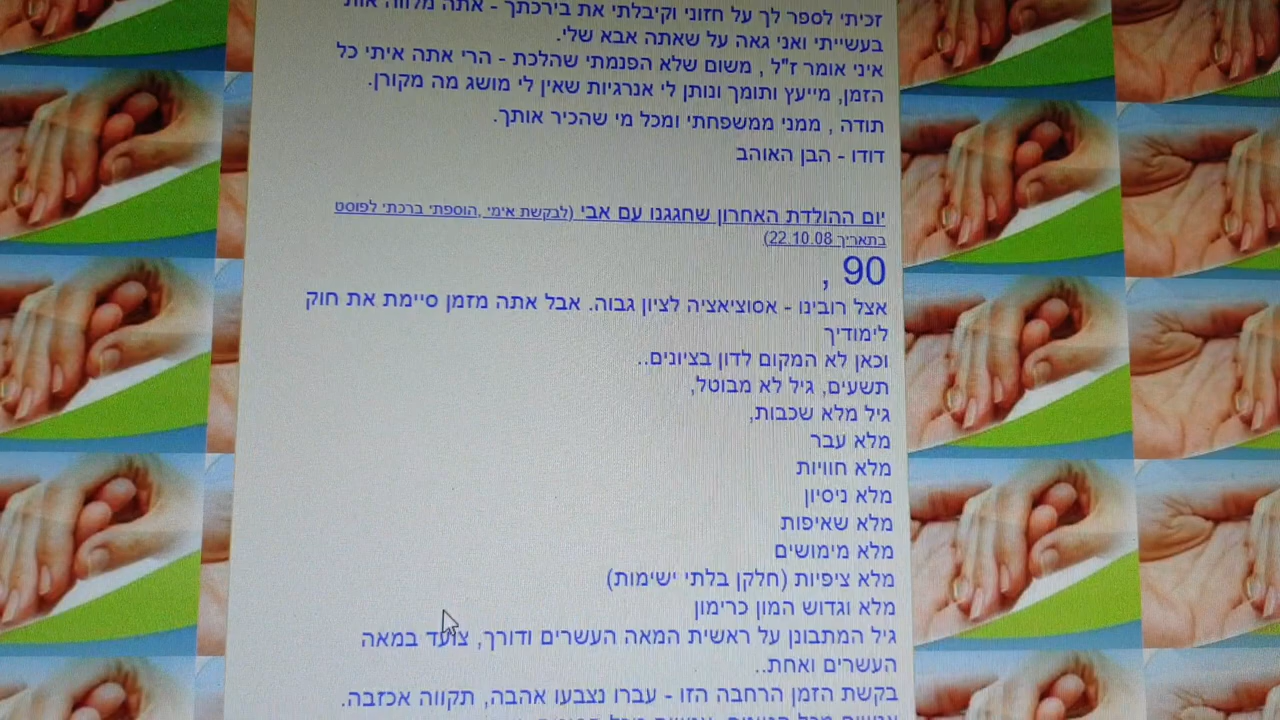 זכיתי לספר לך על חזוני וקיבלתי את בירכתך - אתה מלווה אותי
בעשייתי ואני גאה על שאתה אבא שלי.
איני אומר ז"ל , משום שלא הפנמתי שהלכת - הרי אתה איתי כל
הזמן, מייעץ ותומך ונותן לי אנרגיות שאין לי מושג מה מקורן.
תודה , ממני ממשפחתי ומכל מי שהכיר אותך.
דודו - הבן האוהב
יום ההולדת האחרון שחגגנו עם אבי (לבקשת אימי ,הוספתי ברכתי לפוסט
בתאריך 22.10.08)
90 ,
אצל רובינו - אסוציאציה לציון גבוה. אבל אתה מזמן סיימת את חוק
לימודיך
וכאן לא המקום לדון בציונים..
תשעים, גיל לא מבוטל,
גיל מלא שכבות,
מלא עבר
מלא חוויות
מלא ניסיון
מלא שאיפות
מלא מימושים
מלא ציפיות (חלקן בלתי ישימות)
מלא וגדוש המון כרימון
גיל המתבונן על ראשית המאה העשרים ודורך, צועד במאה
העשרים ואחת..
בקשת הזמן הרחבה הזו - עברו נצבעו אהבה, תקווה אכזבה.